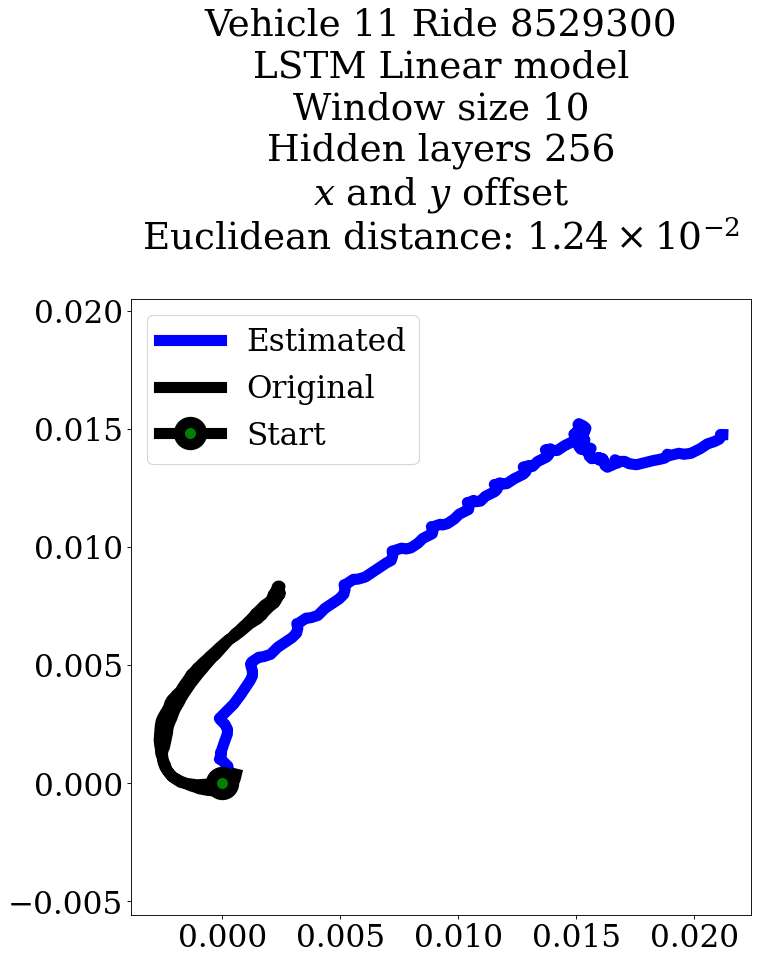 Vehicle 11 Ride 8529300
LSTM Linear model
Window size 10
Hidden layers 256
x and y offset
Euclidean distance: 1.24 × 10⁻²
0.020
0.015
0.010
0.005
0.000
−0.005
Estimated
Original
Start
0.000 0.005 0.010 0.015 0.020